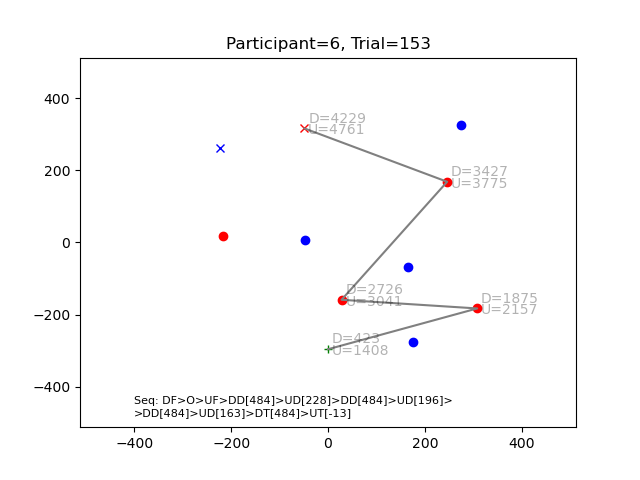 Participant=6, Trial=153
400
200
0
−200
−400
D=4229
U=4761
D=3427
U=3775
D=2726
U=3041
D=1875
U=2157
D=423
U=1408
Seq: DF>O>UF>DD[484]>UD[228]>DD[484]>UD[196]>
>DD[484]>UD[163]>DT[484]>UT[-13]
−400
−200
0
200
400